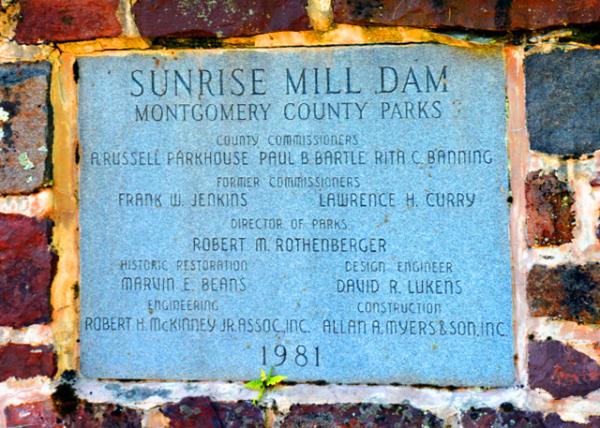 SUNRISE MILL DAM
MONTGOMERY COUNTY PARKS
COUNTY COMMISSIONERS
A.RUSSELL PARKHOUSE PAUL B. BARTLE RITA C. BANNING
FORMER COMMISSIONERS
FRANK W. JENKINS LAWRENCE H. CURRY
DIRECTOR OF PARKS
ROBERT M. ROTHENBERGER
HISTORIC RESTORATION DESIGN ENGINEER
MARVIN E. BEANS DAVID R. LUKENS
ENGINEERING CONSTRUCTION
ROBERT H. McKINNEY JR. ASSOC., INC. ALLAN A. MYERS & SON, INC.
1981